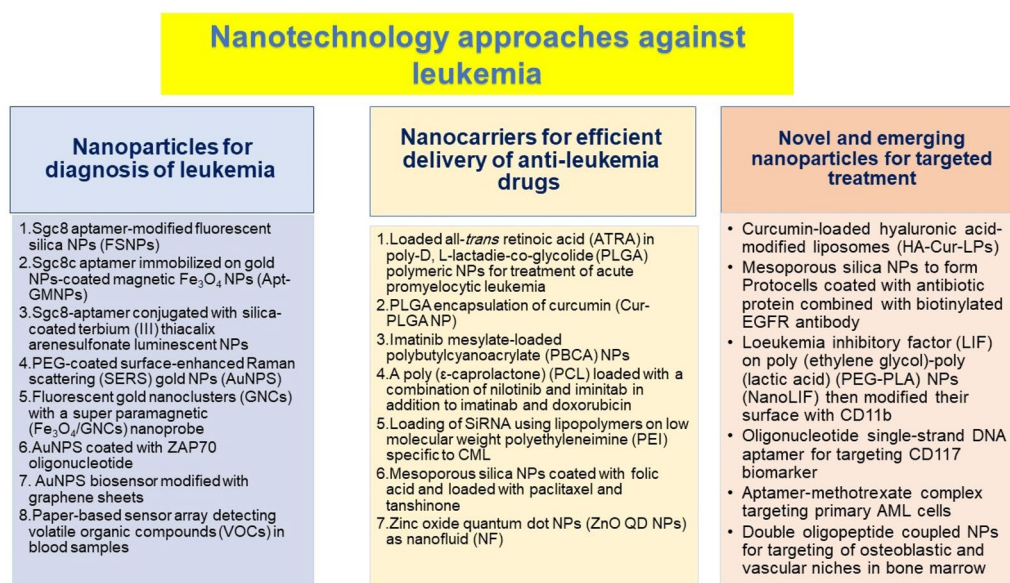 Nanotechnology approaches against
leukemia
Nanoparticles for
diagnosis of leukemia
1.Sgc8 aptamer-modified fluorescent
silica NPs (FSNPs)
2.Sgc8c aptamer immobilized on gold
NPs-coated magnetic Fe₃O₄ NPs (Apt-
GMNPs)
3.Sgc8-aptamer conjugated with silica-
coated terbium (III) thiacalix
arenesulfonate luminescent NPs
4.PEG-coated surface-enhanced Raman
scattering (SERS) gold NPs (AuNPS)
5.Fluorescent gold nanoclusters (GNCs)
with a super paramagnetic
(Fe₃O₄/GNCs) nanoprobe
6.AuNPS coated with ZAP70
oligonucleotide
7. AuNPS biosensor modified with
graphene sheets
8.Paper-based sensor array detecting
volatile organic compounds (VOCs) in
blood samples
Nanocarriers for efficient
delivery of anti-leukemia
drugs
1.Loaded all-trans retinoic acid (ATRA) in
poly-D, L-lactadie-co-glycolide (PLGA)
polymeric NPs for treatment of acute
promyelocytic leukemia
2.PLGA encapsulation of curcumin (Cur-
PLGA NP)
3.Imatinib mesylate-loaded
polybutylcyanoacrylate (PBCA) NPs
4.A poly (ε-caprolactone) (PCL) loaded with a
combination of nilotinib and iminitab in
addition to imatinab and doxorubicin
5.Loading of SiRNA using lipopolymers on low
molecular weight polyethyleneimine (PEI)
specific to CML
6.Mesoporous silica NPs coated with folic
acid and loaded with paclitaxel and
tanshinone
7.Zinc oxide quantum dot NPs (ZnO QD NPs)
as nanofluid (NF)
Novel and emerging
nanoparticles for targeted
treatment
• Curcumin-loaded hyaluronic acid-
modified liposomes (HA-Cur-LPs)
• Mesoporous silica NPs to form
Protocells coated with antibiotic
protein combined with biotinylated
EGFR antibody
• Loeukemia inhibitory factor (LIF)
on poly (ethylene glycol)-poly
(lactic acid) (PEG-PLA) NPs
(NanoLIF) then modified their
surface with CD11b
• Oligonucleotide single-strand DNA
aptamer for targeting CD117
biomarker
• Aptamer-methotrexate complex
targeting primary AML cells
• Double oligopeptide coupled NPs
for targeting of osteoblastic and
vascular niches in bone marrow